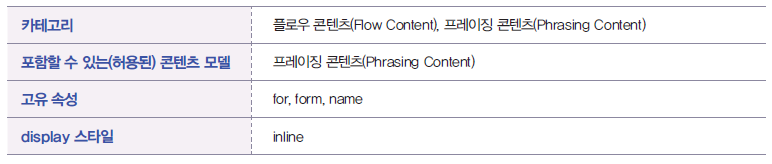 카테고리 플로우 콘텐츠(Flow Content), 프레이징 콘텐츠(Phrasing Content)
포함할 수 있는(허용된) 콘텐츠 모델 프레이징 콘텐츠(Phrasing Content)
고유 속성 for, form, name
display 스타일 inline